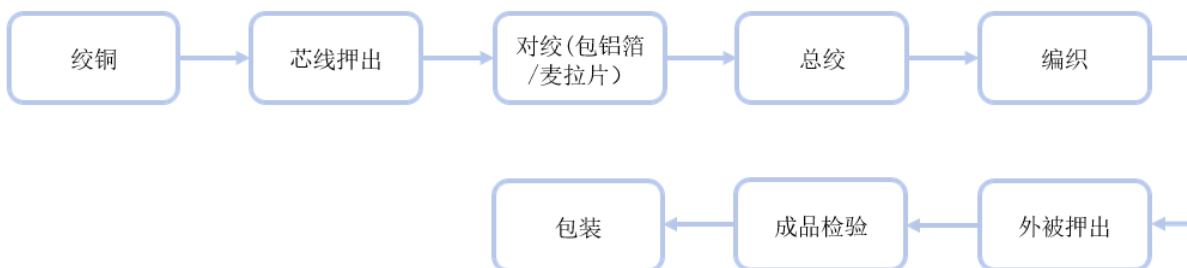 绞铜
芯线押出
对绞(包铝箔
/麦拉片）
总绞
编织
外被押出
成品检验
包装